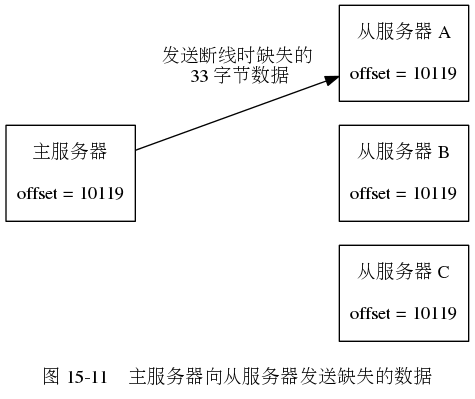 发送断线时缺失的
33 字节数据
主服务器
offset = 10119
从服务器 A
offset = 10119
从服务器 B
offset = 10119
从服务器 C
offset = 10119
图 15-11 主服务器向从服务器发送缺失的数据